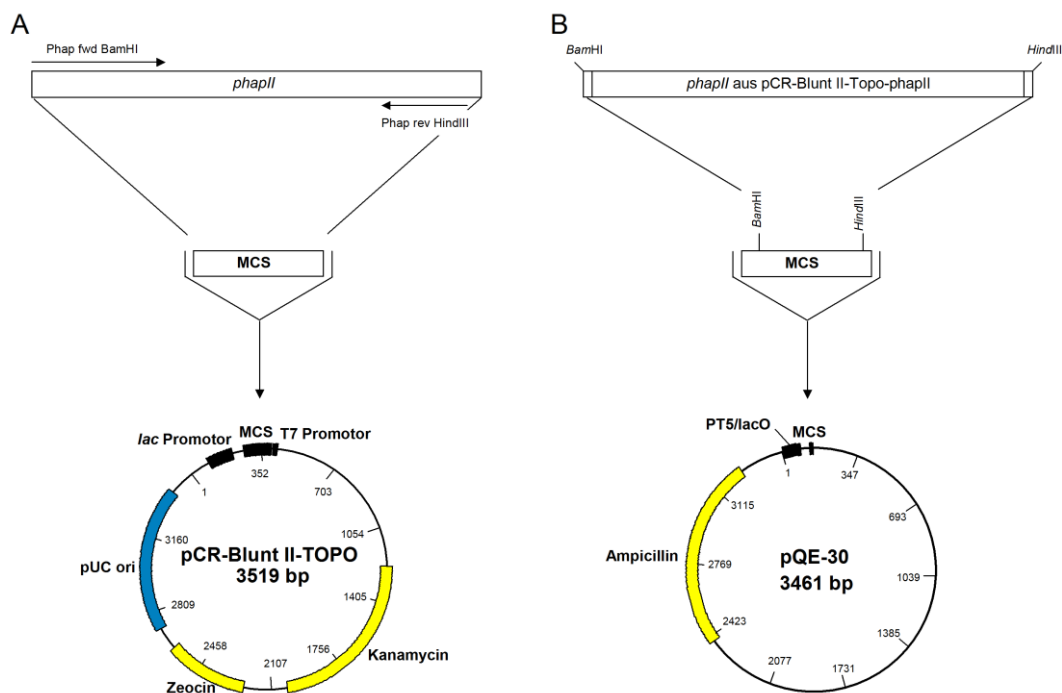 A
Phap fwd BamHI
phapII
Phap rev HindIII
MCS
lac Promotor
MCS
T7 Promotor
352
1
703
1054
3160
pUC ori
pCR-Blunt II-TOPO
3519 bp
1405
2809
2458
1756
Kanamycin
2107
Zeocin
B
BamHI
HindIII
phapII aus pCR-Blunt II-Topo-phapII
BamHI
HindIII
MCS
PT5/lacO
MCS
1
347
3115
693
Ampicillin
2769
pQE-30
3461 bp
1039
2423
1385
2077
1731